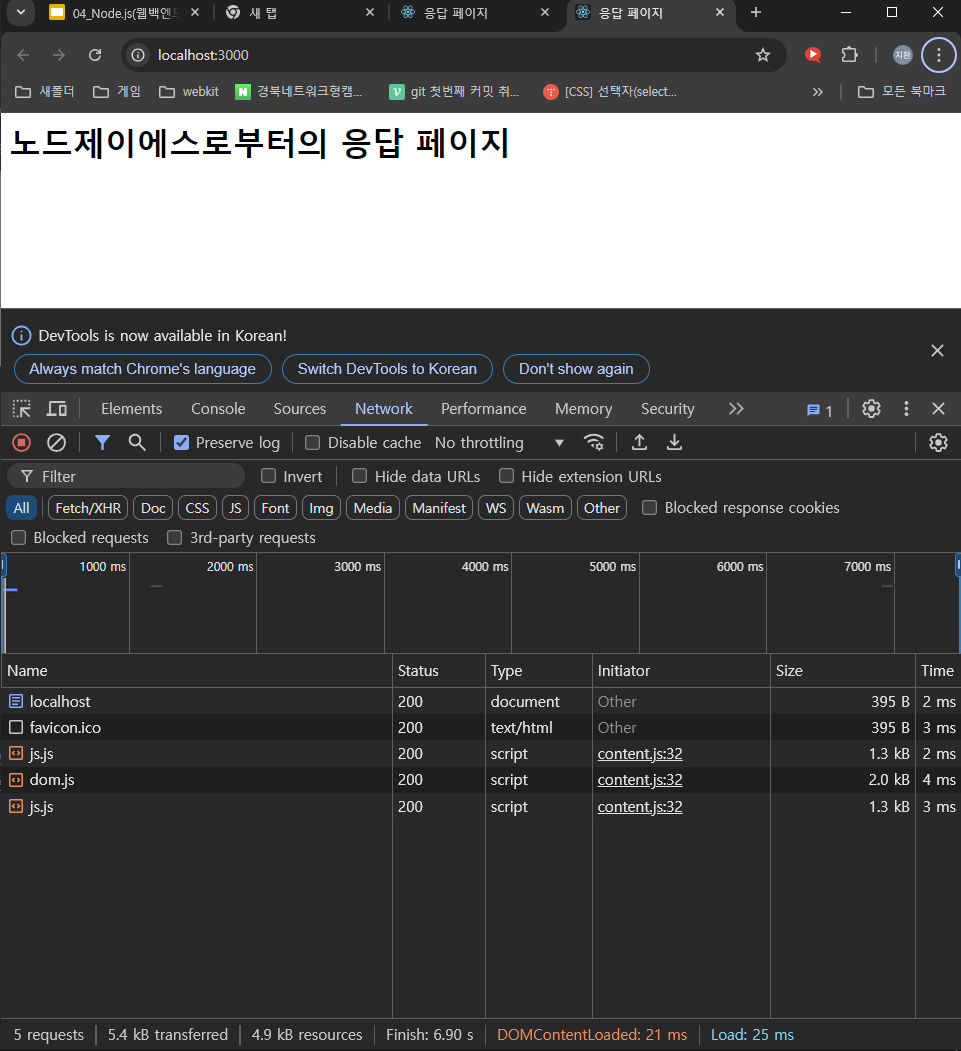 04_Node.js(웹백엔드
새 탭
응답 페이지
응답 페이지
localhost:3000
지환
새폴더
게임
webkit
경북네트워크형캠...
git 첫번째 커밋 취...
[CSS] 선택자(select...
모든 북마크
노드제이에스로부터의 응답 페이지
DevTools is now available in Korean!
Always match Chrome's language
Switch DevTools to Korean
Don't show again
Elements Console Sources Network Performance Memory Security 1
Preserve log Disable cache No throttling
Filter Invert Hide data URLs Hide extension URLs
All Fetch/XHR Doc CSS JS Font Img Media Manifest WS Wasm Other Blocked response cookies
Blocked requests 3rd-party requests
1000 ms 2000 ms 3000 ms 4000 ms 5000 ms 6000 ms 7000 ms
Name Status Type Initiator Size Time
localhost 200 document Other 395 B 2 ms
favicon.ico 200 text/html Other 395 B 3 ms
js.js 200 script content.js:32 1.3 kB 2 ms
dom.js 200 script content.js:32 2.0 kB 4 ms
js.js 200 script content.js:32 1.3 kB 3 ms
5 requests 5.4 kB transferred 4.9 kB resources Finish: 6.90 s DOMContentLoaded: 21 ms Load: 25 ms